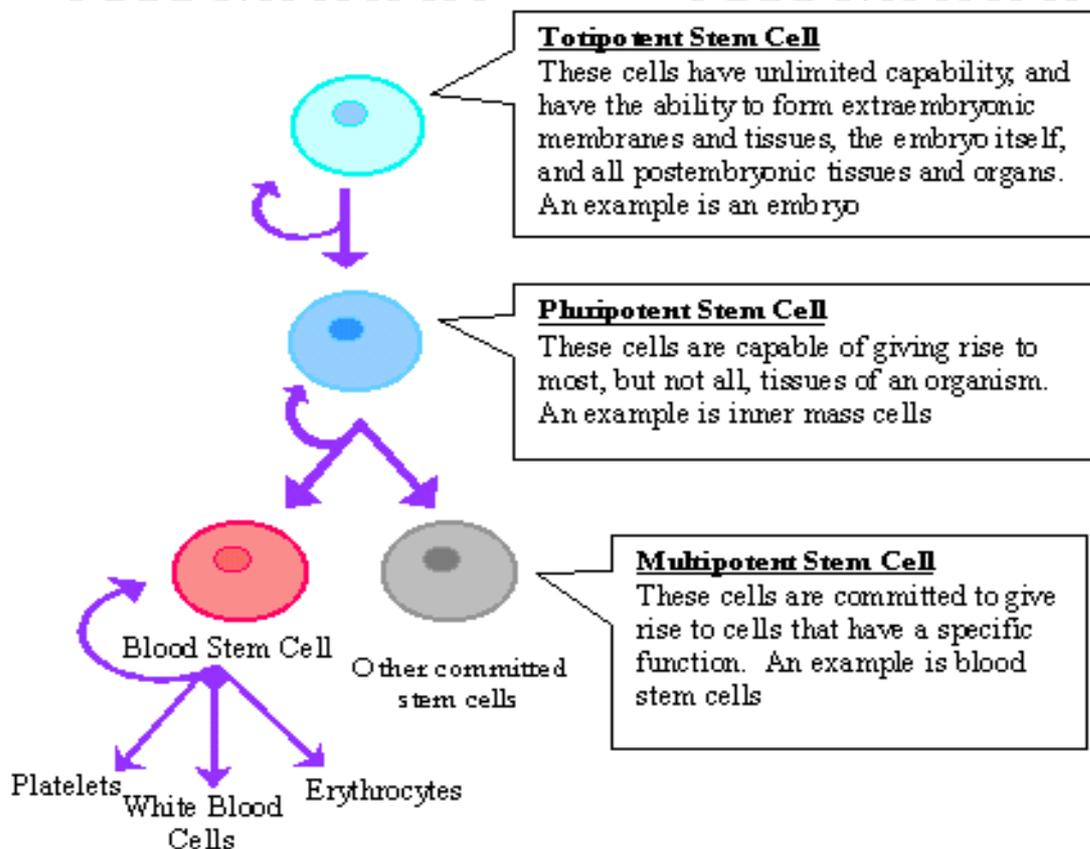 Totipotent Stem Cell
These cells have unlimited capability, and
have the ability to form extraembryonic
membranes and tissues, the embryo itself,
and all postembryonic tissues and organs.
An example is an embryo
Pluripotent Stem Cell
These cells are capable of giving rise to
most, but not all, tissues of an organism.
An example is inner mass cells
Multipotent Stem Cell
These cells are committed to give
rise to cells that have a specific
function. An example is blood
stem cells
Blood Stem Cell
Other committed
stem cells
Platelets
White Blood
Cells
Erythrocytes